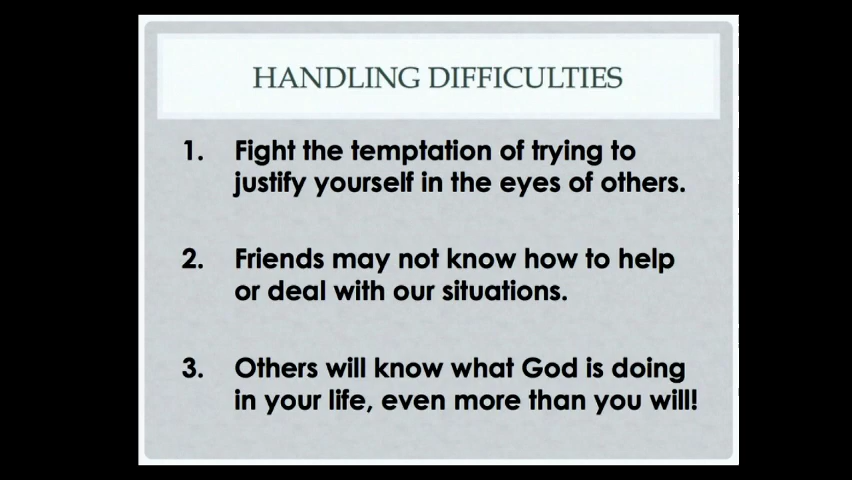 HANDLING DIFFICULTIES
1. Fight the temptation of trying to
justify yourself in the eyes of others.
2. Friends may not know how to help
or deal with our situations.
3. Others will know what God is doing
in your life, even more than you will!